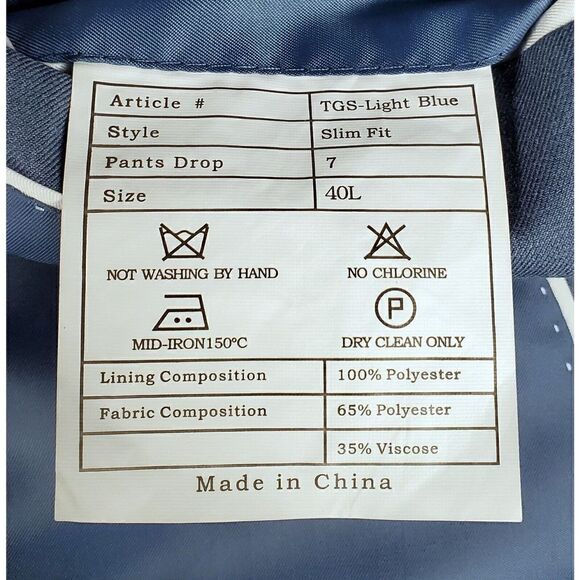 Article # TGS-Light Blue
Style Slim Fit
Pants Drop 7
Size 40L
NOT WASHING BY HAND NO CHLORINE
P
MID-IRON150°C DRY CLEAN ONLY
Lining Composition 100% Polyester
Fabric Composition 65% Polyester
35% Viscose
Made in China